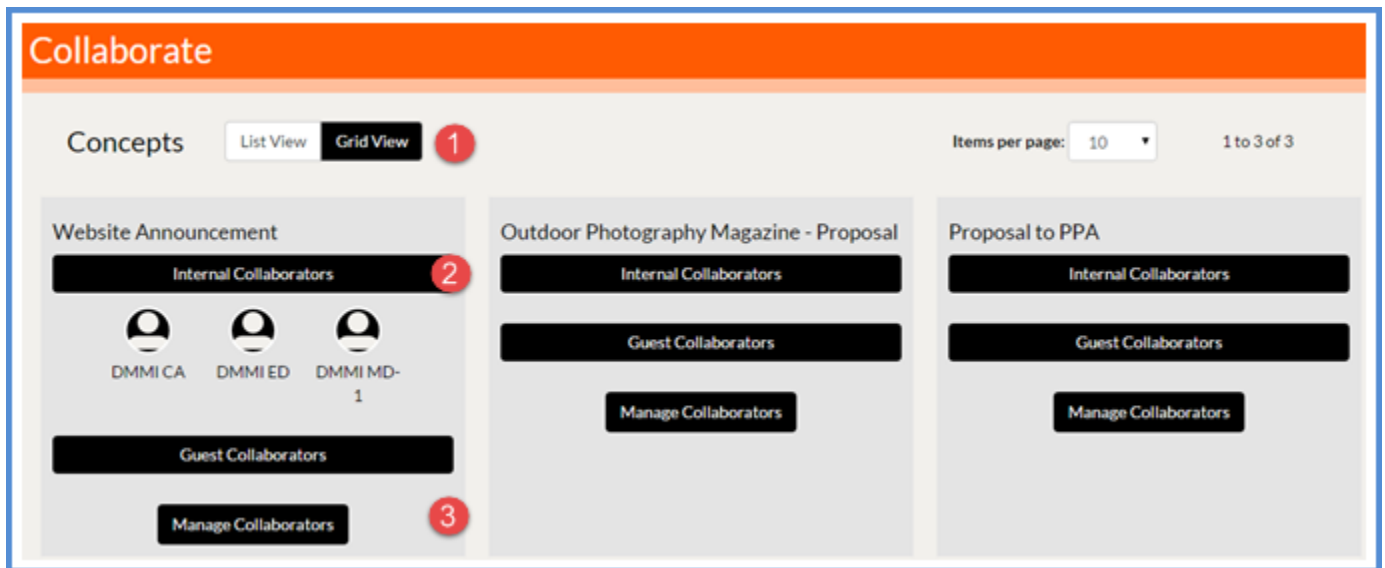 Collaborate
Concepts
List View
Grid View
1
Items per page:
10
1 to 3 of 3
Website Announcement
Internal Collaborators
2
DMMI CA
DMMI ED
DMMI MD-
1
Guest Collaborators
Manage Collaborators
3
Outdoor Photography Magazine - Proposal
Internal Collaborators
Guest Collaborators
Manage Collaborators
Proposal to PPA
Internal Collaborators
Guest Collaborators
Manage Collaborators